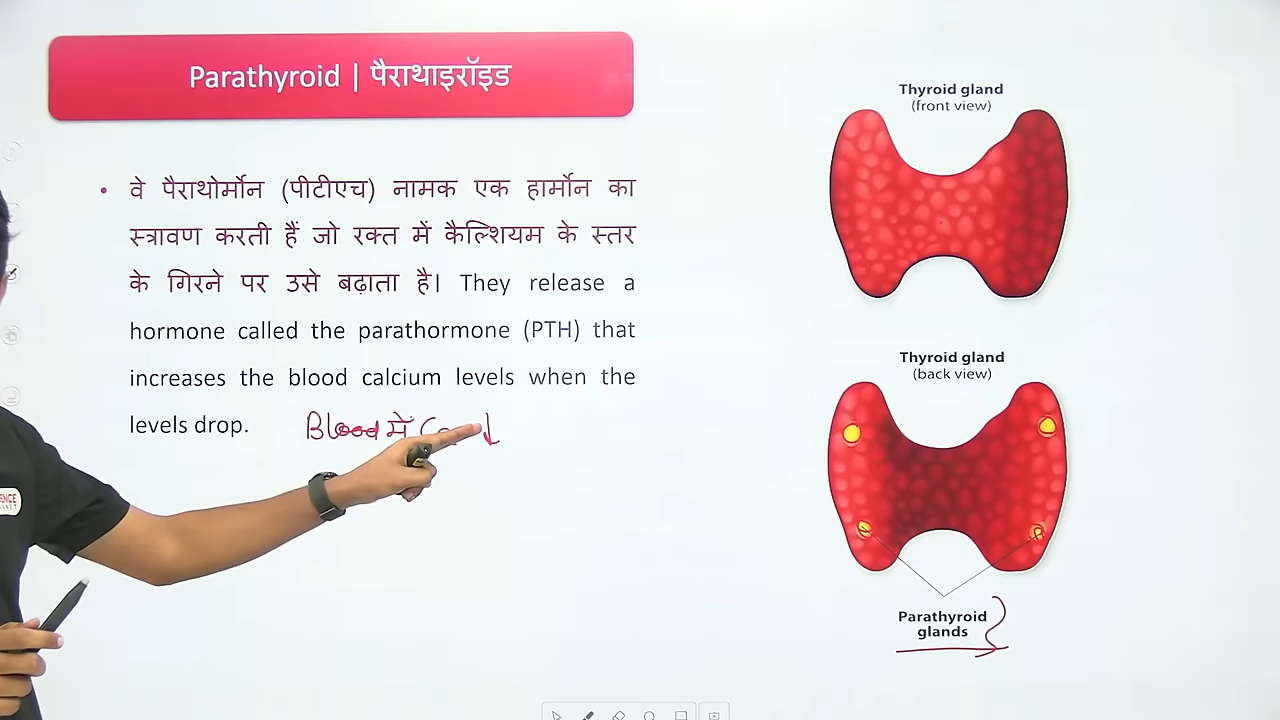 Parathyroid | पैराथाइरॉइड
वे पैराथोर्मोन (पीटीएच) नामक एक हार्मोन का
स्त्रावण करती हैं जो रक्त में कैल्शियम के स्तर
के गिरने पर उसे बढ़ाता है। They release a
hormone called the parathormone (PTH) that
increases the blood calcium levels when the
levels drop.
Blood में
Thyroid gland
(front view)
Thyroid gland
(back view)
Parathyroid
glands